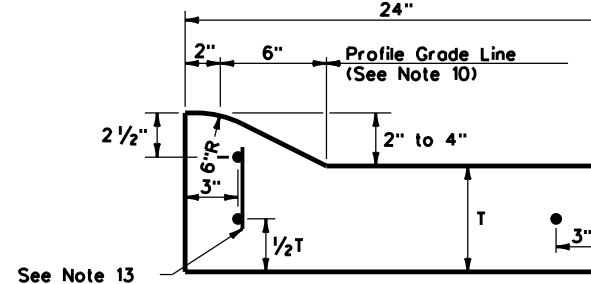 24"
2"
6"
Profile Grade Line
(See Note 10)
2 ½"
6"R
2" to 4"
3"
T
½T
3"
See Note 13